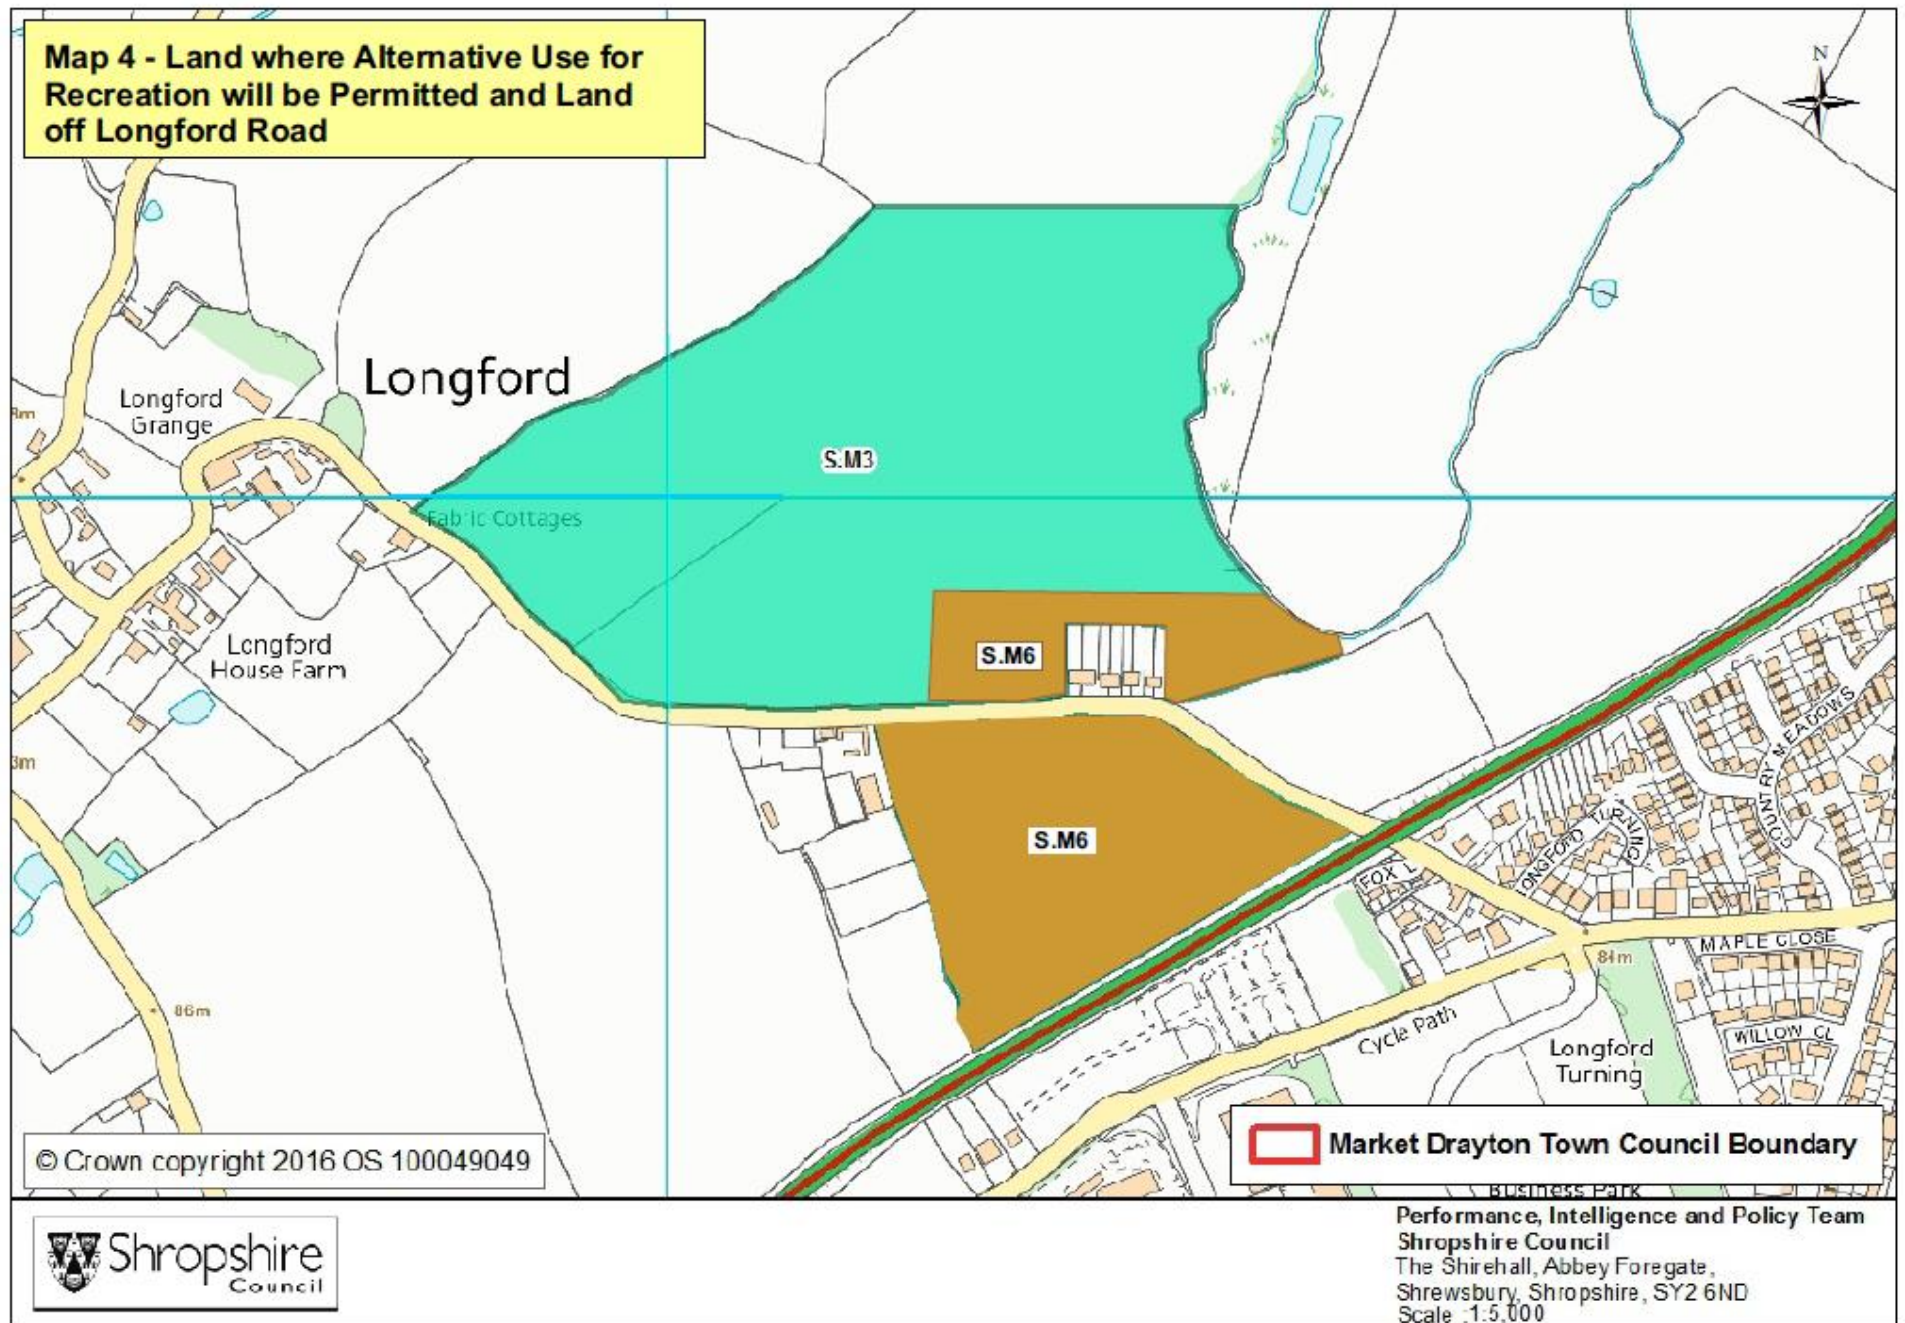 Map 4 - Land where Alternative Use for
Recreation will be Permitted and Land
off Longford Road
N
Longford
Longford
Grange
S.M3
Fabric Cottages
Longford
House Farm
S.M6
S.M6
3m
86m
COUNTRY MEADOWS
LONGFORD TURNING
FOX L
MAPLE CLOSE
84m
WILLOW CL
Cycle Path
Longford
Turning
Market Drayton Town Council Boundary
Business Park
© Crown copyright 2016 OS 100049049
Shropshire
Council
Performance, Intelligence and Policy Team
Shropshire Council
The Shirehall, Abbey Foregate,
Shrewsbury, Shropshire, SY2 6ND
Scale :1:5,000